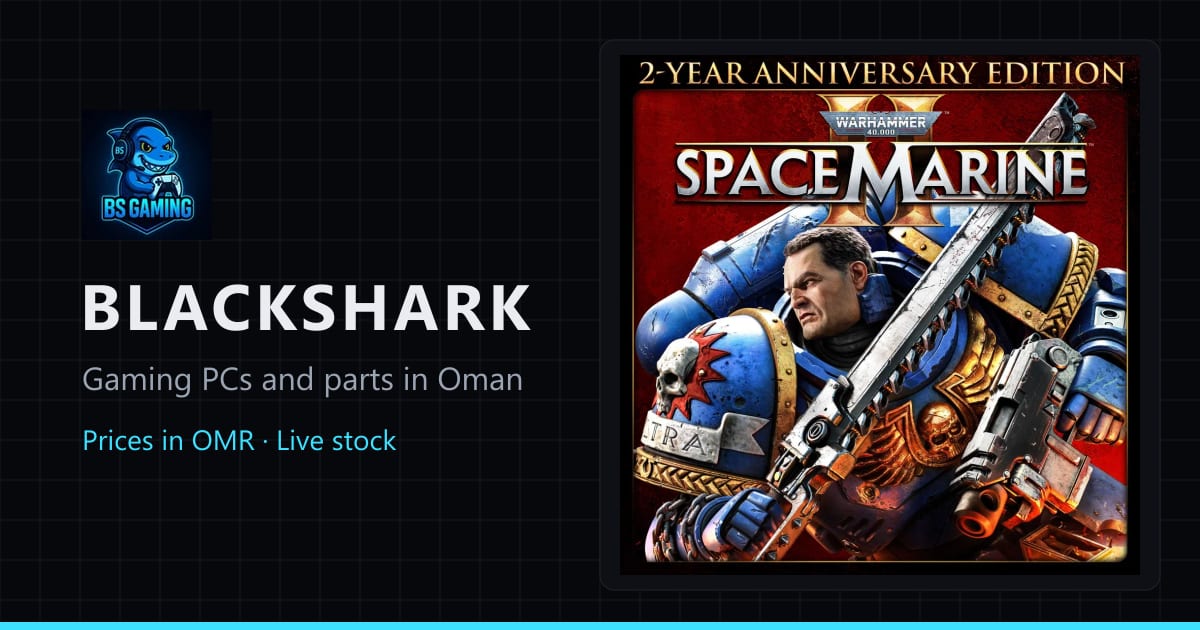 BS
BS GAMING
BLACKSHARK
Gaming PCs and parts in Oman
Prices in OMR · Live stock
2-YEAR ANNIVERSARY EDITION
II
WARHAMMER
40,000
SPACE MARINE
LTRA